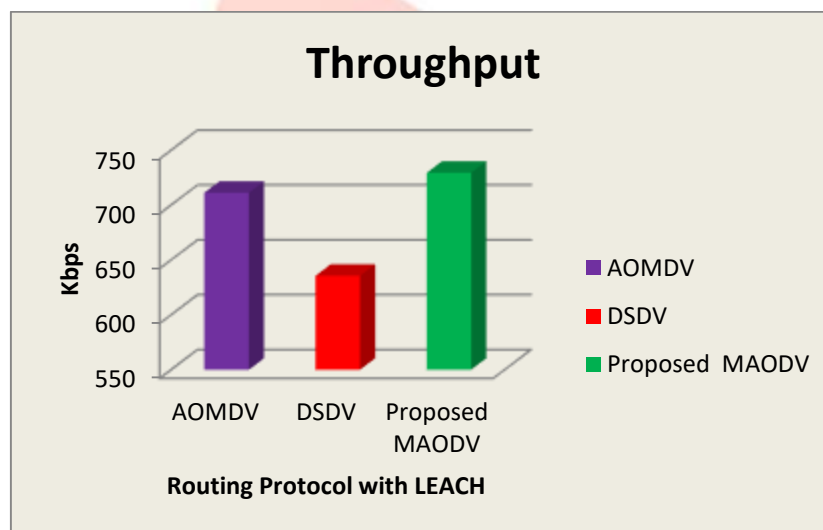 Throughput
750
700
650
600
550
Kbps
AOMDV
DSDV
Proposed
MAODV
Routing Protocol with LEACH
AOMDV
DSDV
Proposed MAODV